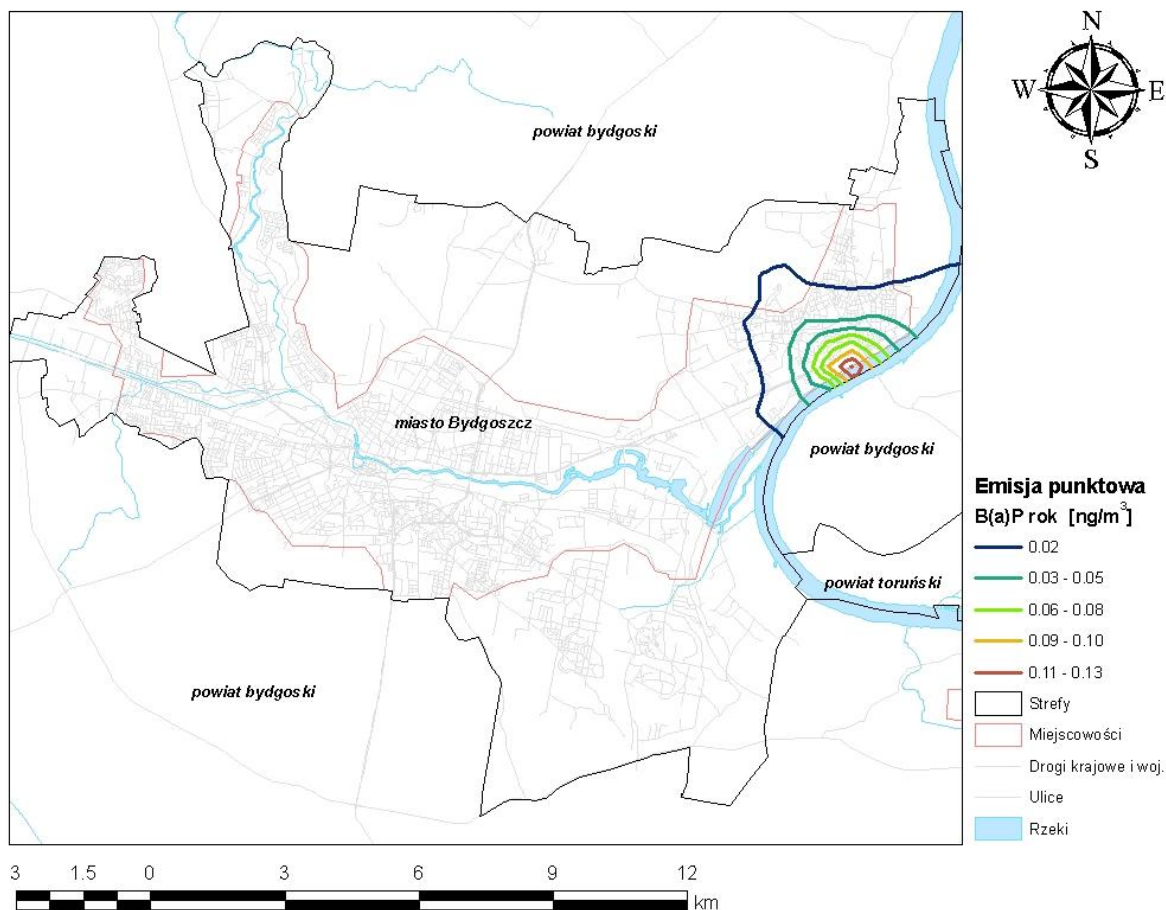 N
W E
S
powiat bydgoski
miasto Bydgoszcz
powiat bydgoski
powiat toruński
powiat bydgoski
Emisja punktowa
B(a)P rok [ng/m³]
0.02
0.03 - 0.05
0.06 - 0.08
0.09 - 0.10
0.11 - 0.13
Strefy
Miejscowości
Drogi krajowe i woj.
Ulice
Rzeki
3 1.5 0 3 6 9 12
km